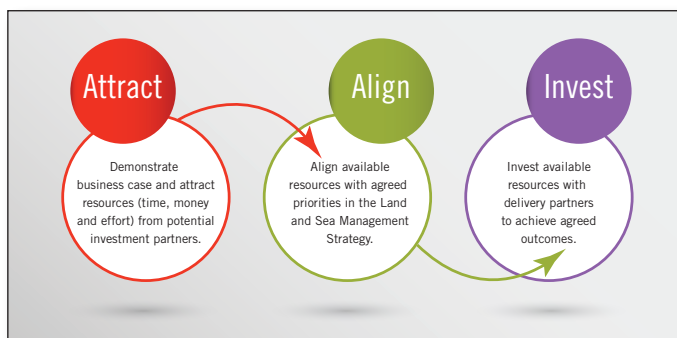 Attract
Demonstrate
business case and attract
resources (time, money
and effort) from potential
investment partners.
Align
Align available
resources with agreed
priorities in the Land
and Sea Management
Strategy.
Invest
Invest available
resources with
delivery partners
to achieve agreed
outcomes.